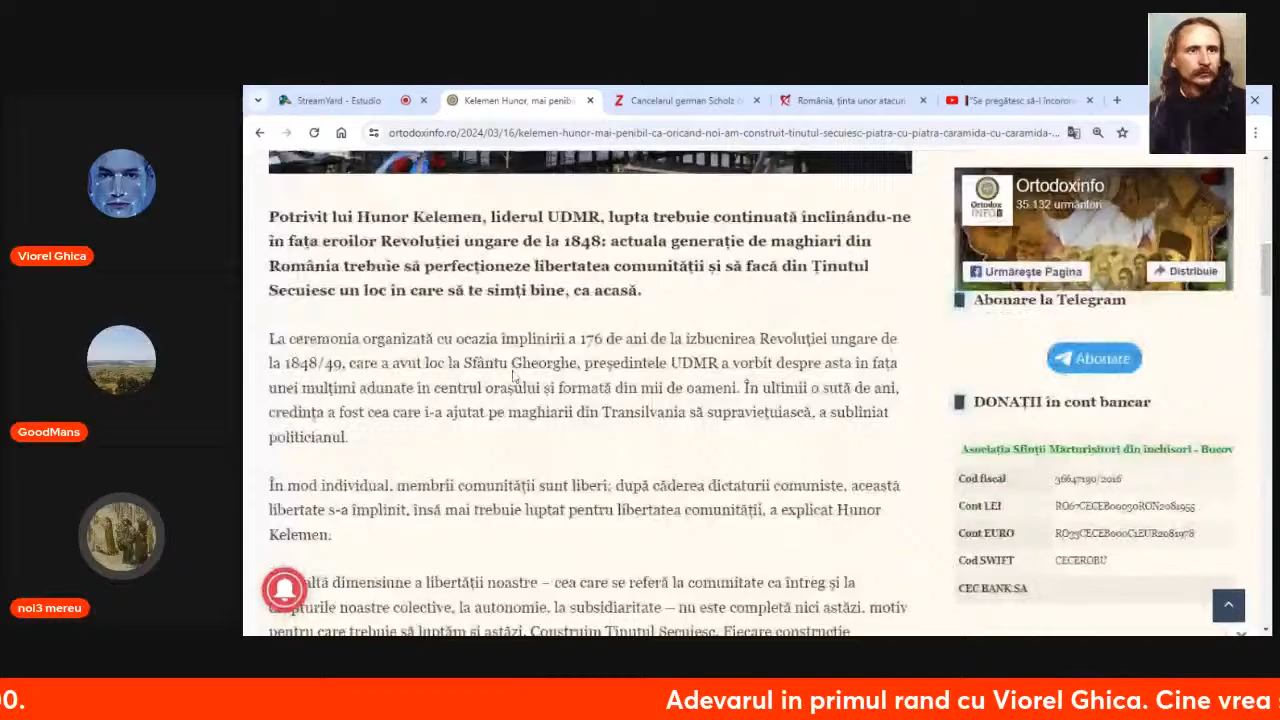 StreamYard - Estudio
Kelemen Hunor, mai penibil
Cancelarul german Scholz c
România, ținta unor atacuri
"Se pregătesc să-l încoron
ortodoxinfo.ro/2024/03/16/kelemen-hunor-mai-penibil-ca-oricand-noi-am-construit-tinutul-secuiesc-piatra-cu-piatra-caramida-cu-caramida-...
Potrivit lui Hunor Kelemen, liderul UDMR, lupta trebuie continuată înclinându-ne
în fața eroilor Revoluției ungare de la 1848: actuala generație de maghiari din
România trebuie să perfecționeze libertatea comunității și să facă din Ținutul
Secuiesc un loc în care să te simți bine, ca acasă.
La ceremonia organizată cu ocazia împlinirii a 176 de ani de la izbucnirea Revoluției ungare de
la 1848/49, care a avut loc la Sfântu Gheorghe, președintele UDMR a vorbit despre asta în fața
unei mulțimi adunate în centrul orașului și formată din mii de oameni. În ultimii o sută de ani,
credința a fost cea care i-a ajutat pe maghiarii din Transilvania să supraviețuiască, a subliniat
politicianul.
În mod individual, membrii comunității sunt liberi; după căderea dictaturii comuniste, această
libertate s-a împlinit, însă mai trebuie luptat pentru libertatea comunității, a explicat Hunor
Kelemen.
altă dimensiune a libertății noastre – cea care se referă la comunitate ca întreg și la
noastre colective, la autonomie, la subsidiaritate – nu este completă nici astăzi, motiv
pentru care trebuie să luptăm și astăzi. Construim Ținutul Secuiesc. Fiecare construcție
Ortodox
INFO
Ortodoxinfo
35.132 urmăritori
Urmărește Pagina
Distribuie
Abonare la Telegram
Abonare
DONAȚII în cont bancar
Asociația Sfinții Mărturisitori din închisori - Bucov
Cod fiscal 36647190/2016
Cont LEI RO67CECEB00030RON2081955
Cont EURO RO35CECEB000C1EUR2081978
Cod SWIFT CECEROBU
CEC BANK SA
Viorel Ghica
GoodMans
noi3 mereu
00. Adevarul in primul rand cu Viorel Ghica. Cine vrea